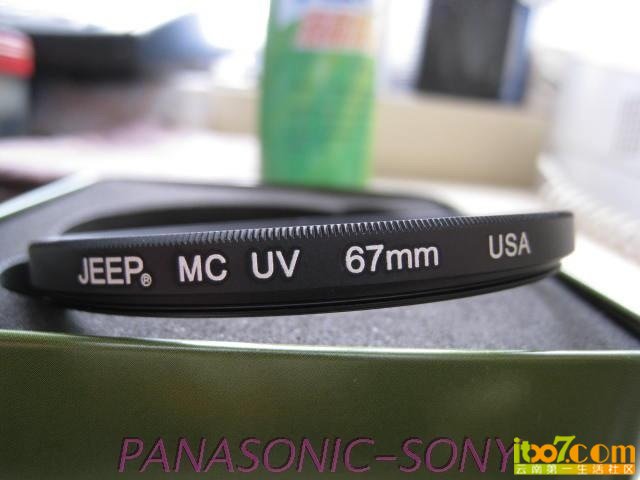 JEEP® MC UV 67mm USA
PANASONIC-SONY
itbo7.com
云南第一生活社区